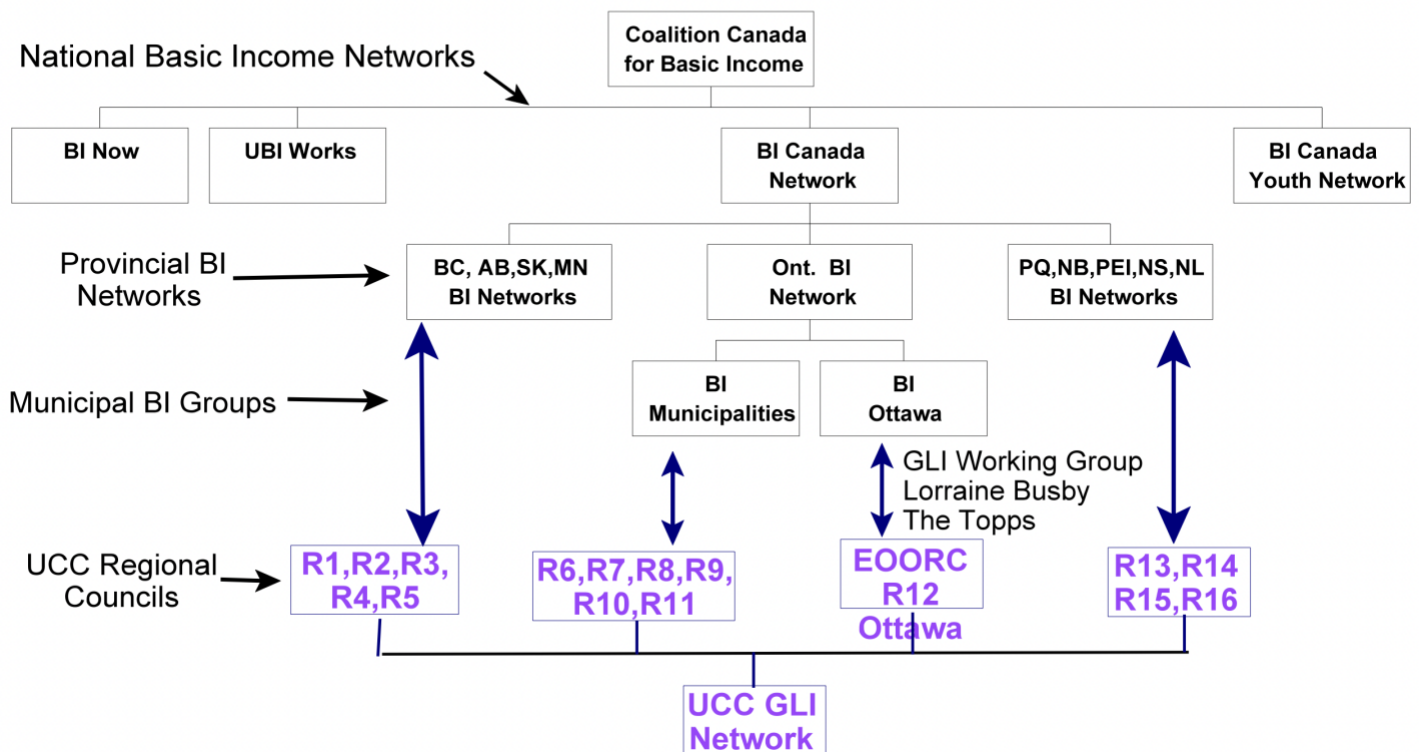 Coalition Canada
for Basic Income
National Basic Income Networks
BI Now
UBI Works
BI Canada
Network
BI Canada
Youth Network
Provincial BI
Networks
BC, AB,SK,MN
BI Networks
Ont. BI
Network
PQ,NB,PEI,NS,NL
BI Networks
Municipal BI Groups
BI
Municipalities
BI
Ottawa
GLI Working Group
Lorraine Busby
The Topps
UCC Regional
Councils
R1,R2,R3,
R4,R5
R6,R7,R8,R9,
R10,R11
EOORC
R12
Ottawa
R13,R14
R15,R16
UCC GLI
Network